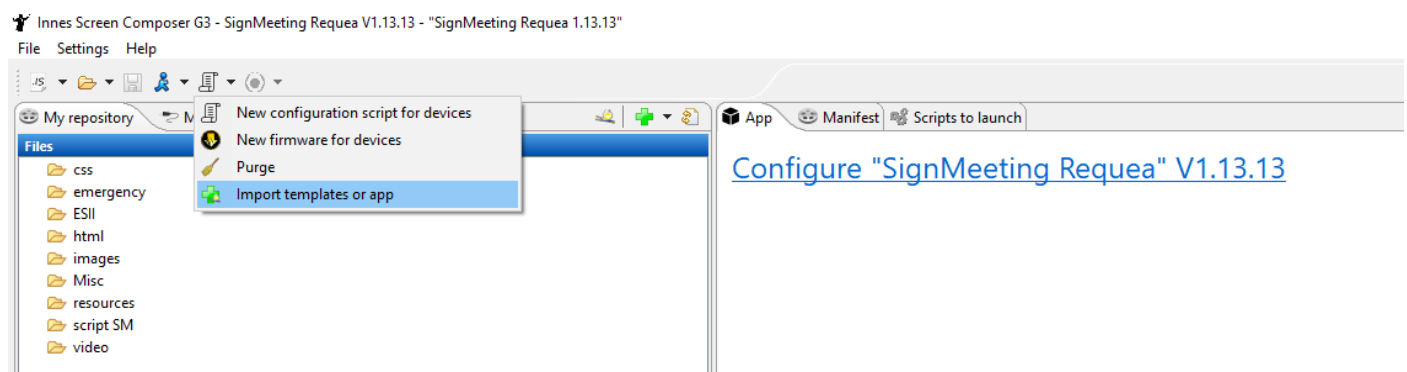 Innes Screen Composer G3 - SignMeeting Requea V1.13.13 - "SignMeeting Requea 1.13.13"
File Settings Help
JS
My repository M
New configuration script for devices
New firmware for devices
Purge
Import templates or app
Files
css
emergency
ESII
html
images
Misc
resources
script SM
video
App Manifest Scripts to launch
Configure "SignMeeting Requea" V1.13.13